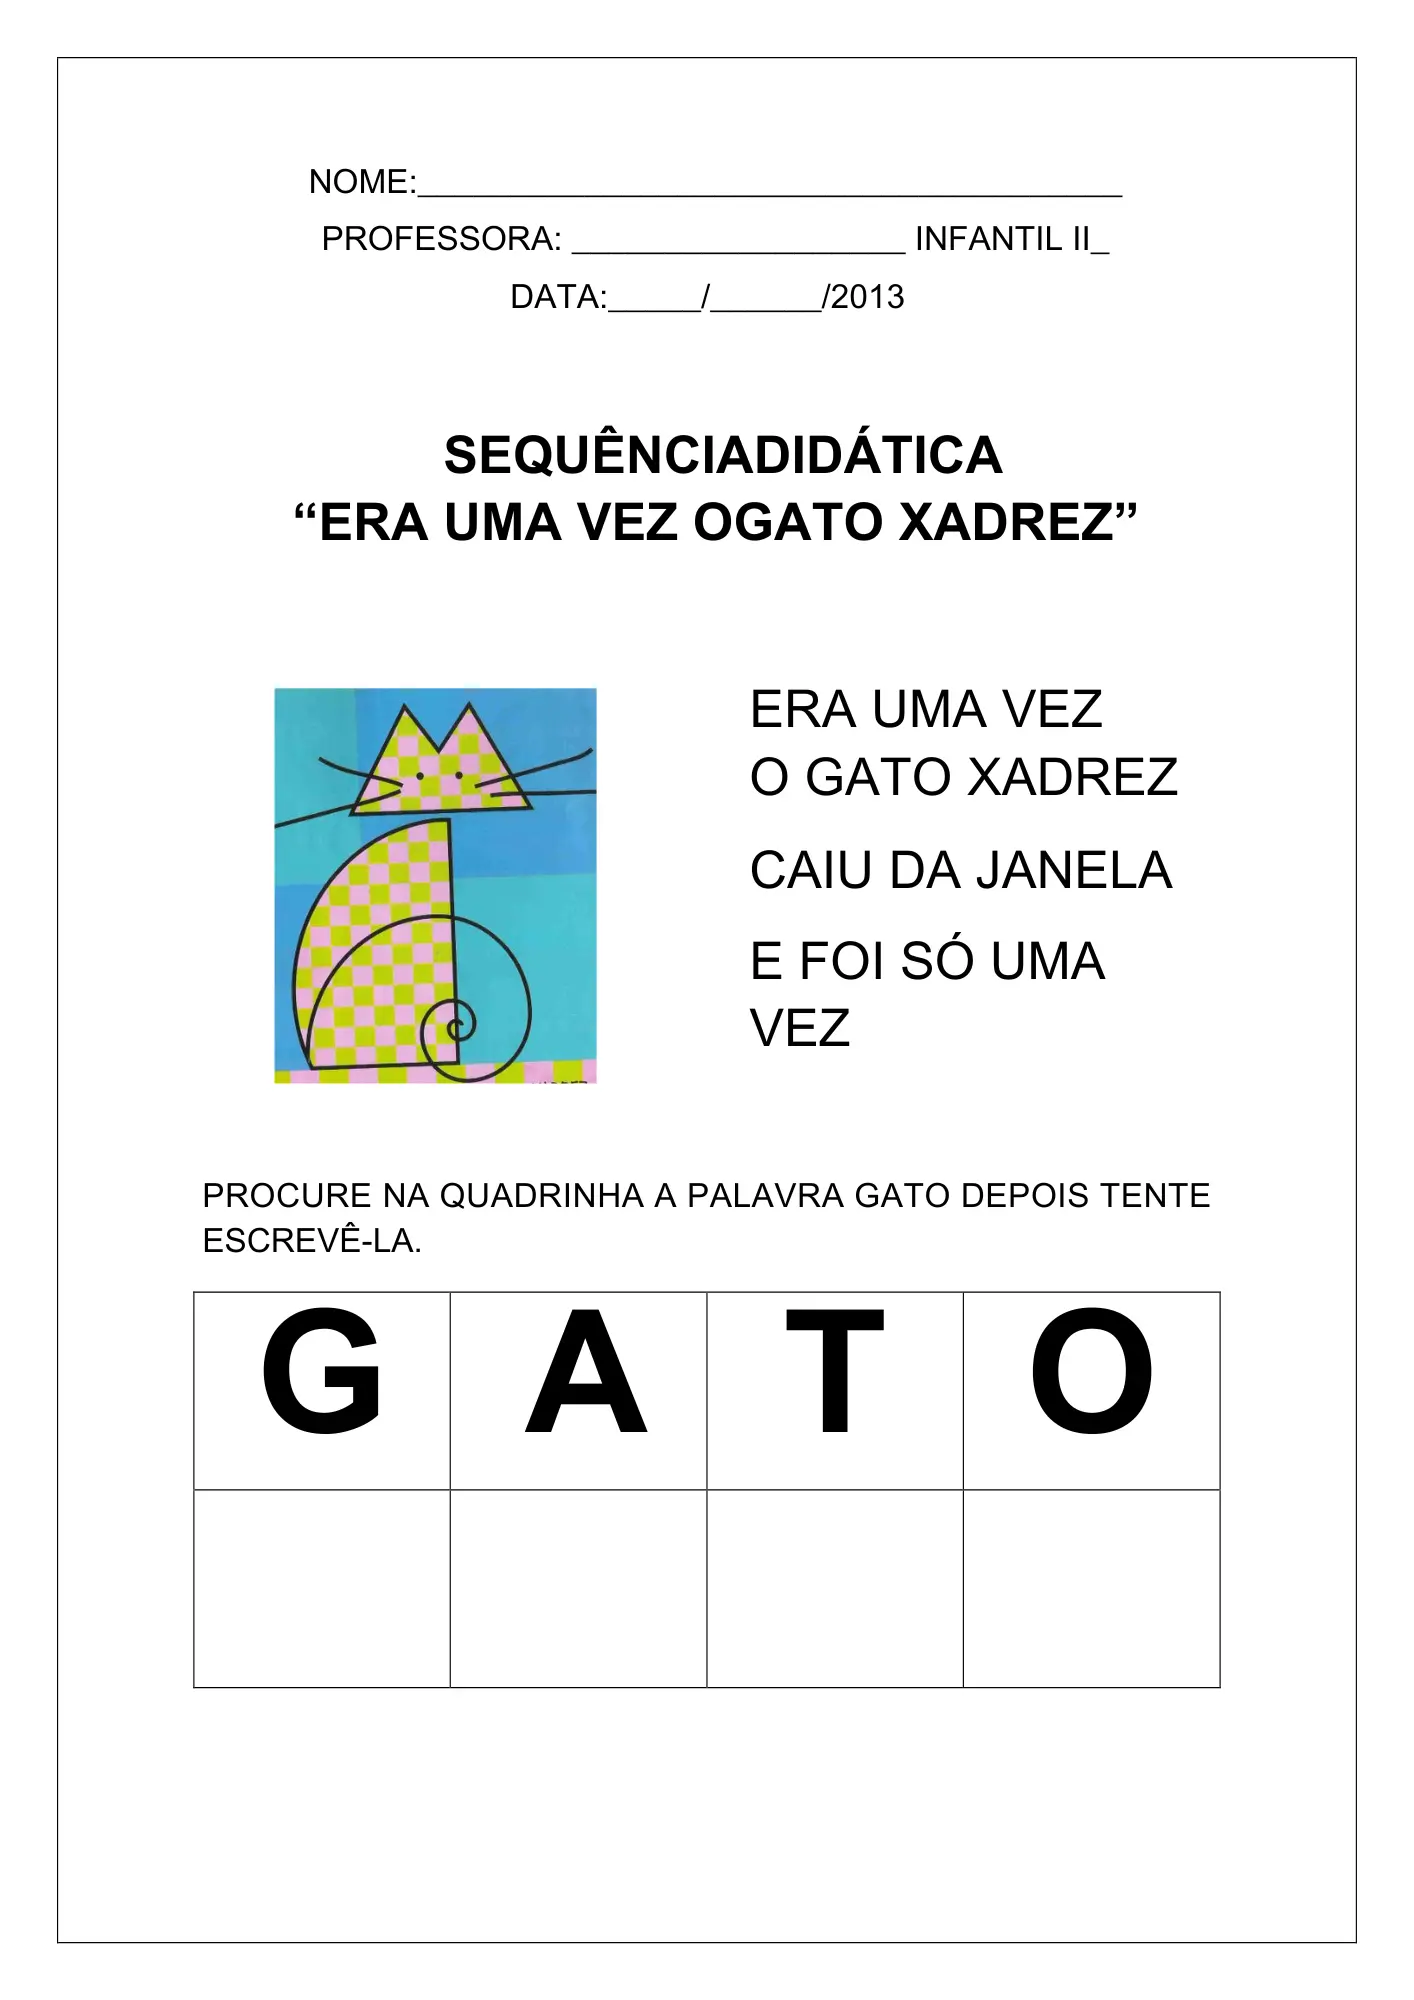 NOME:______________________________________
PROFESSORA: __________________ INFANTIL II_
DATA:_____/______/2013
SEQUÊNCIADIDÁTICA
“ERA UMA VEZ OGATO XADREZ”
ERA UMA VEZ
O GATO XADREZ
CAIU DA JANELA
E FOI SÓ UMA
VEZ
PROCURE NA QUADRINHA A PALAVRA GATO DEPOIS TENTE
ESCREVÊ-LA.
G A T O